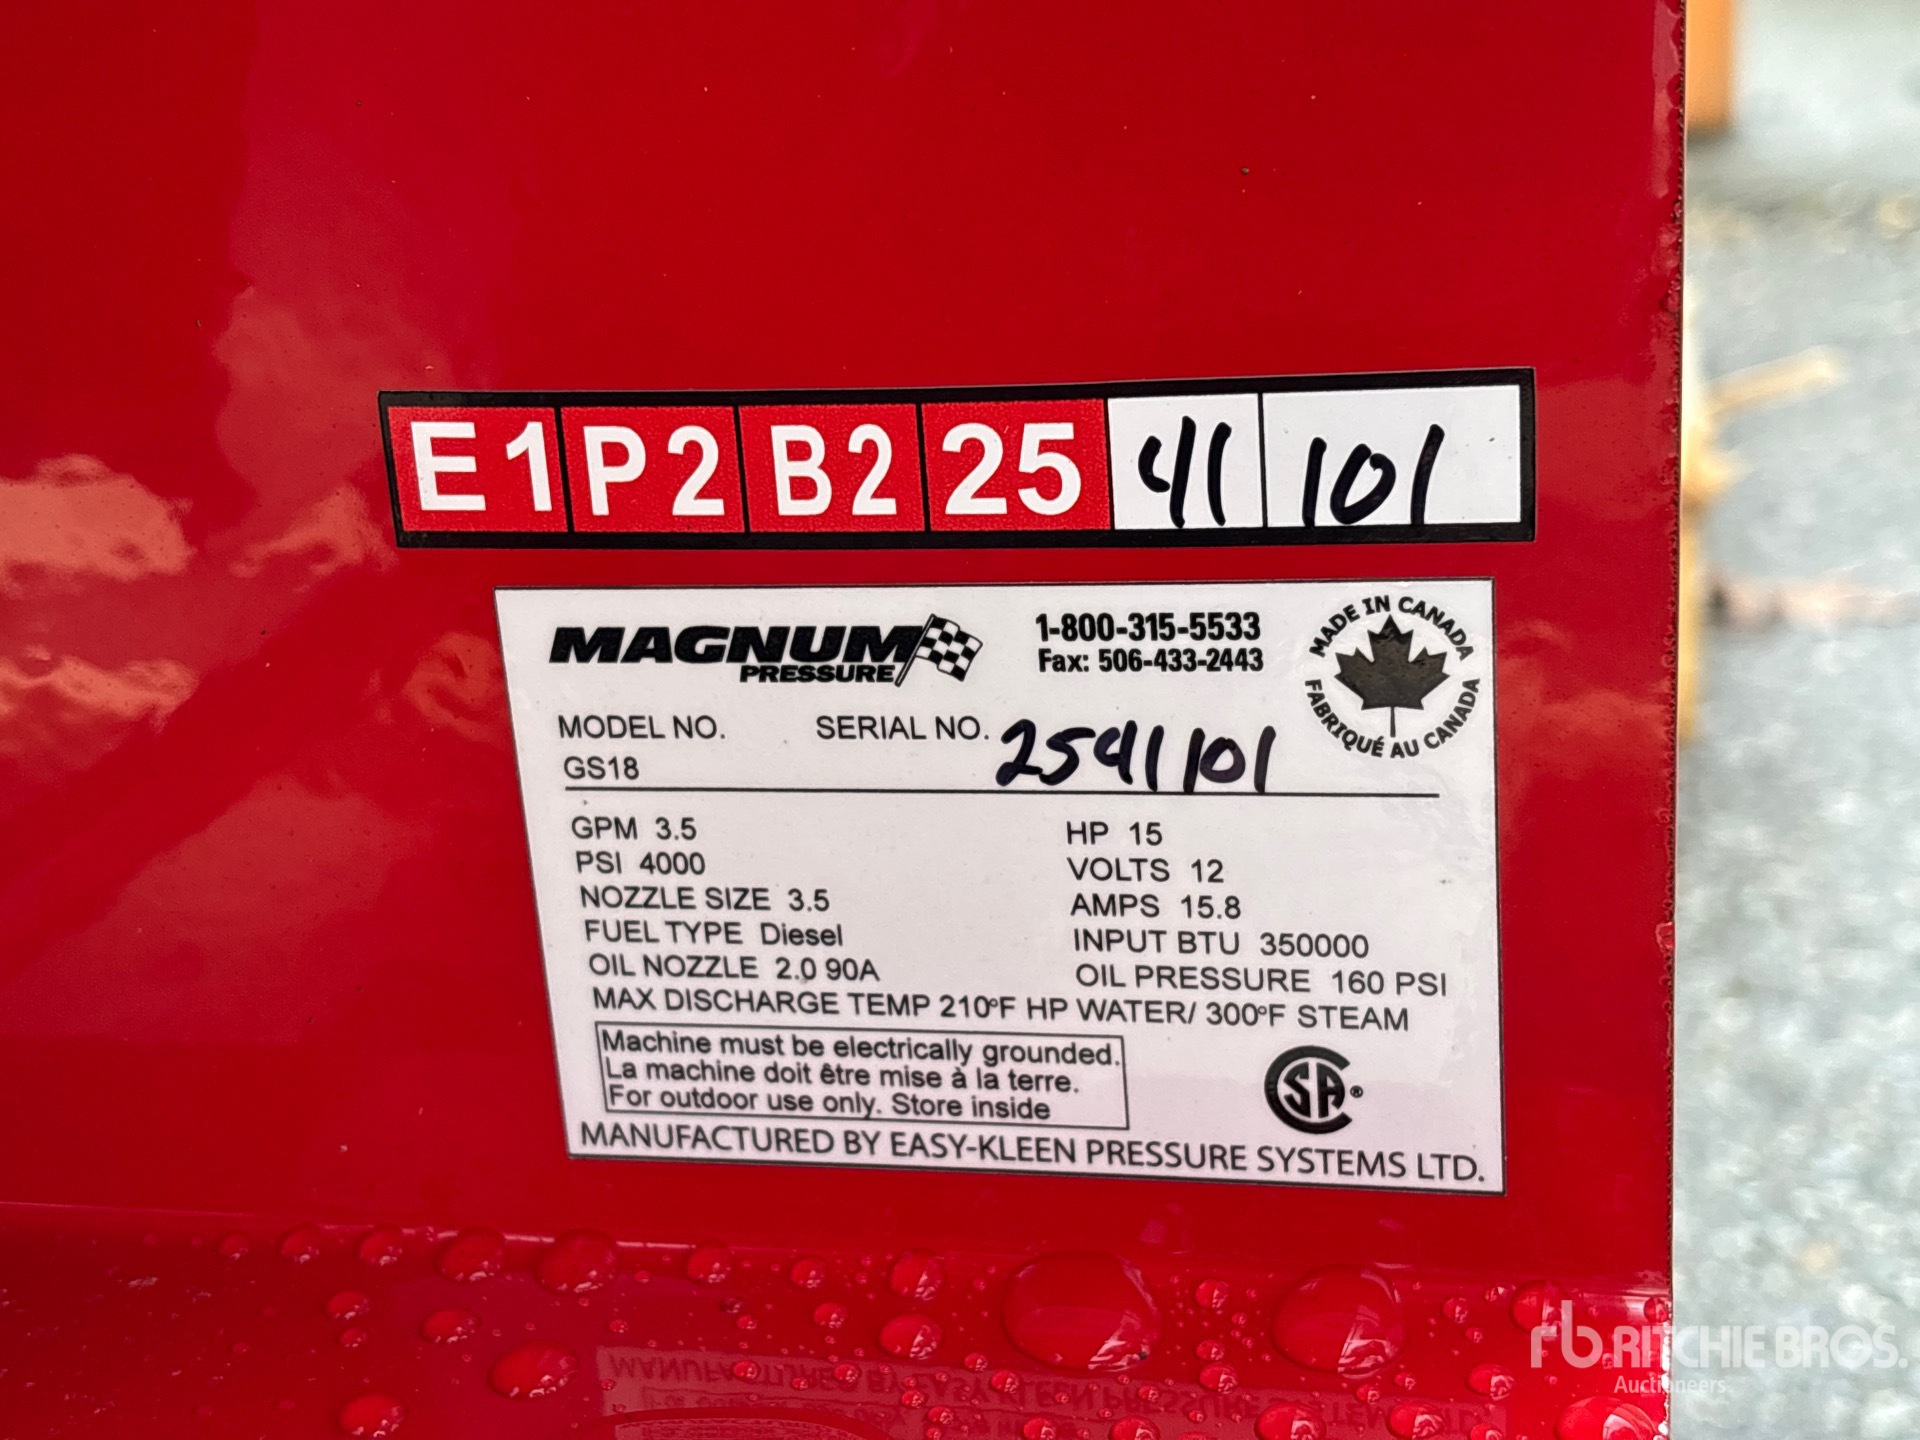 E1 P2 B2 25 41 101
MAGNUM
PRESSURE
1-800-315-5533
Fax: 506-433-2443
MADE IN CANADA
FABRIQUÉ AU CANADA
MODEL NO. SERIAL NO. 2541101
GS18
GPM 3.5 HP 15
PSI 4000 VOLTS 12
NOZZLE SIZE 3.5 AMPS 15.8
FUEL TYPE Diesel INPUT BTU 350000
OIL NOZZLE 2.0 90A OIL PRESSURE 160 PSI
MAX DISCHARGE TEMP 210ºF HP WATER/ 300ºF STEAM
Machine must be electrically grounded.
La machine doit être mise à la terre.
For outdoor use only. Store inside
CSA®
MANUFACTURED BY EASY-KLEEN PRESSURE SYSTEMS LTD.
rb RITCHIE BROS.
Auctioneers